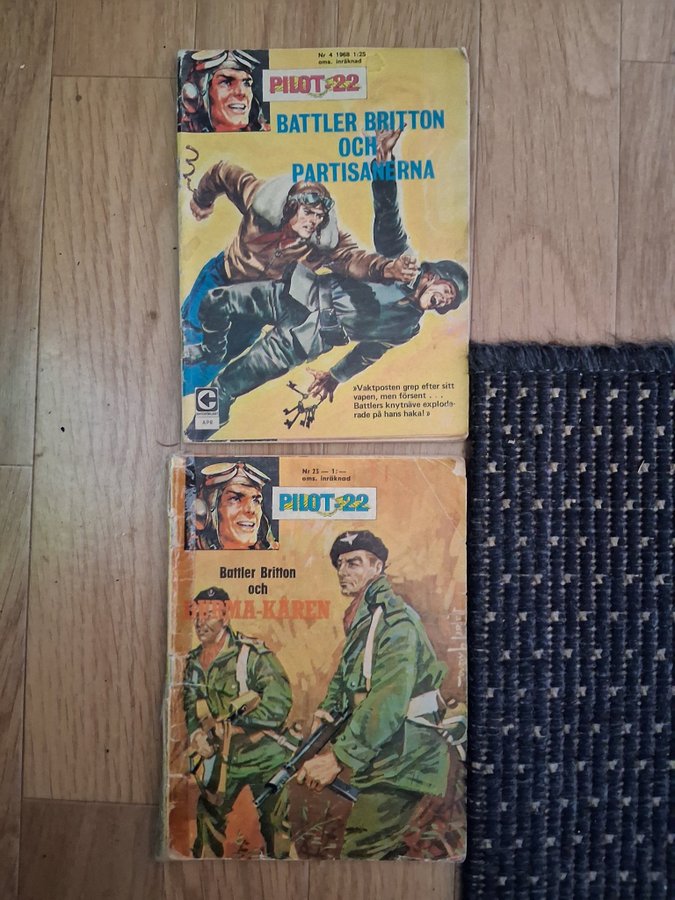 Nr 4 1968 1:25
oms. inräknad
PILOT 22
BATTLER BRITTON
OCH
PARTISANERNA
»Vaktposten grep efter sitt
vapen, men försent . . .
Battlers knytnäve explode-
rade på hans haka!»
C
APB
Nr 25 — 1:—
oms. inräknad
PILOT 22
Battler Britton
och
BURMA-KÅREN